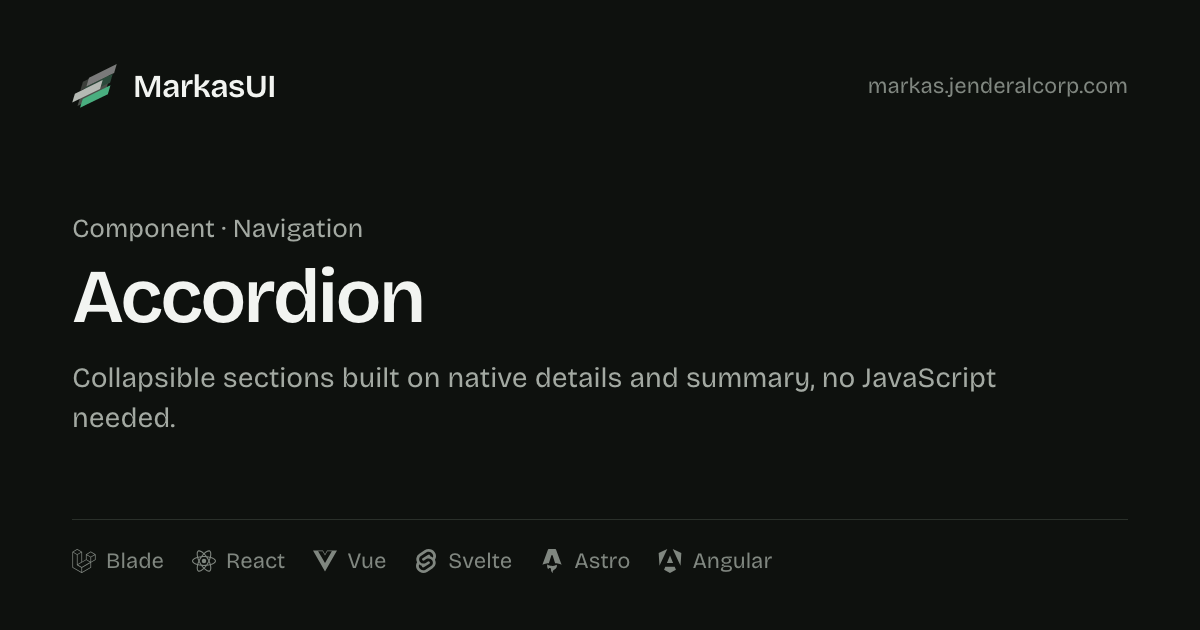 MarkasUI
markas.jenderalcorp.com
Component · Navigation
Accordion
Collapsible sections built on native details and summary, no JavaScript
needed.
Blade React Vue Svelte Astro Angular